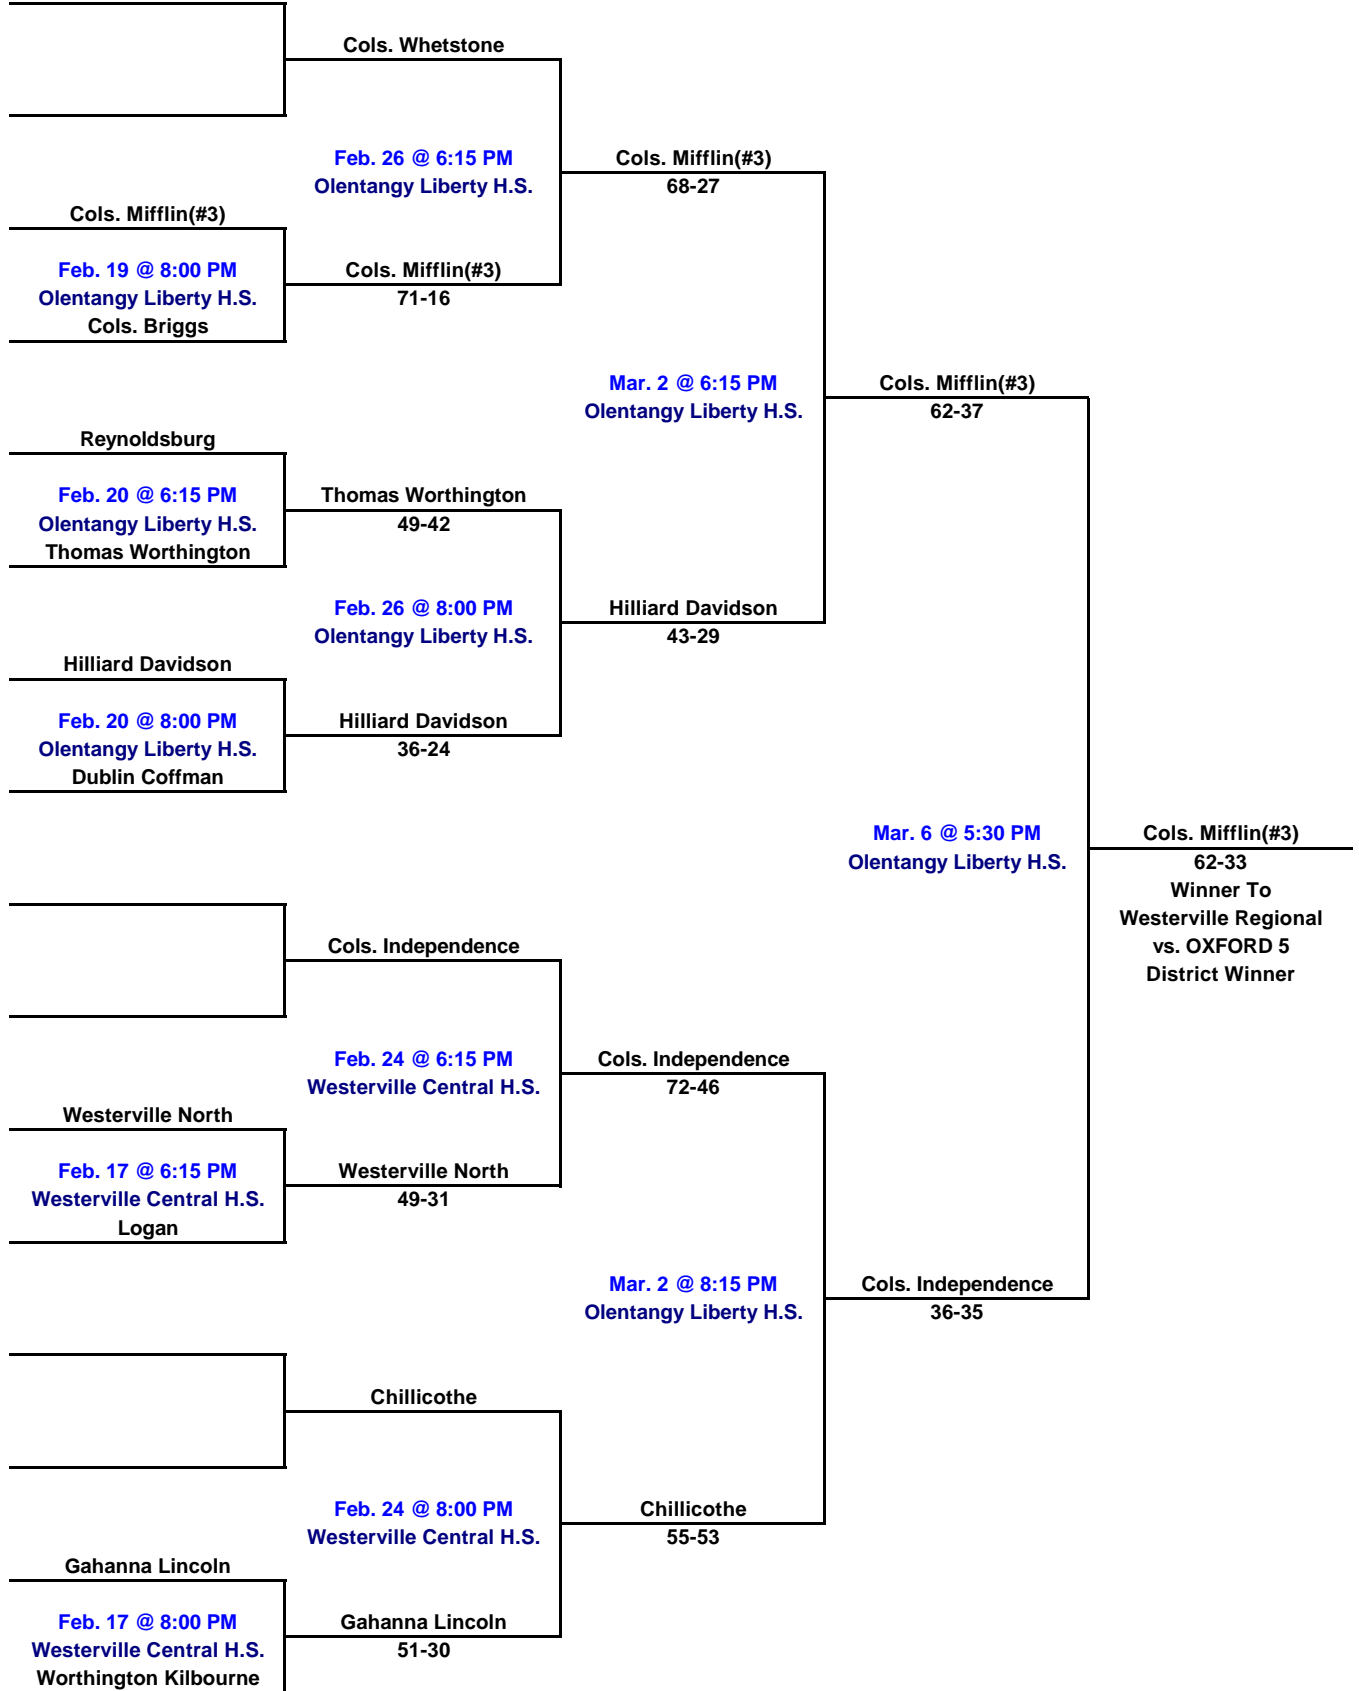 Cols. Whetstone
Feb. 26 @ 6:15 PM
Olentangy Liberty H.S.
Cols. Mifflin(#3)
68-27
Cols. Mifflin(#3)
Feb. 19 @ 8:00 PM
Olentangy Liberty H.S.
Cols. Briggs
Cols. Mifflin(#3)
71-16
Mar. 2 @ 6:15 PM
Olentangy Liberty H.S.
Cols. Mifflin(#3)
62-37
Reynoldsburg
Feb. 20 @ 6:15 PM
Olentangy Liberty H.S.
Thomas Worthington
Thomas Worthington
49-42
Feb. 26 @ 8:00 PM
Olentangy Liberty H.S.
Hilliard Davidson
43-29
Hilliard Davidson
Feb. 20 @ 8:00 PM
Olentangy Liberty H.S.
Dublin Coffman
Hilliard Davidson
36-24
Mar. 6 @ 5:30 PM
Olentangy Liberty H.S.
Cols. Mifflin(#3)
62-33
Winner To
Westerville Regional
vs. OXFORD 5
District Winner
Cols. Independence
Feb. 24 @ 6:15 PM
Westerville Central H.S.
Cols. Independence
72-46
Westerville North
Feb. 17 @ 6:15 PM
Westerville Central H.S.
Logan
Westerville North
49-31
Mar. 2 @ 8:15 PM
Olentangy Liberty H.S.
Cols. Independence
36-35
Chillicothe
Feb. 24 @ 8:00 PM
Westerville Central H.S.
Chillicothe
55-53
Gahanna Lincoln
Feb. 17 @ 8:00 PM
Westerville Central H.S.
Worthington Kilbourne
Gahanna Lincoln
51-30